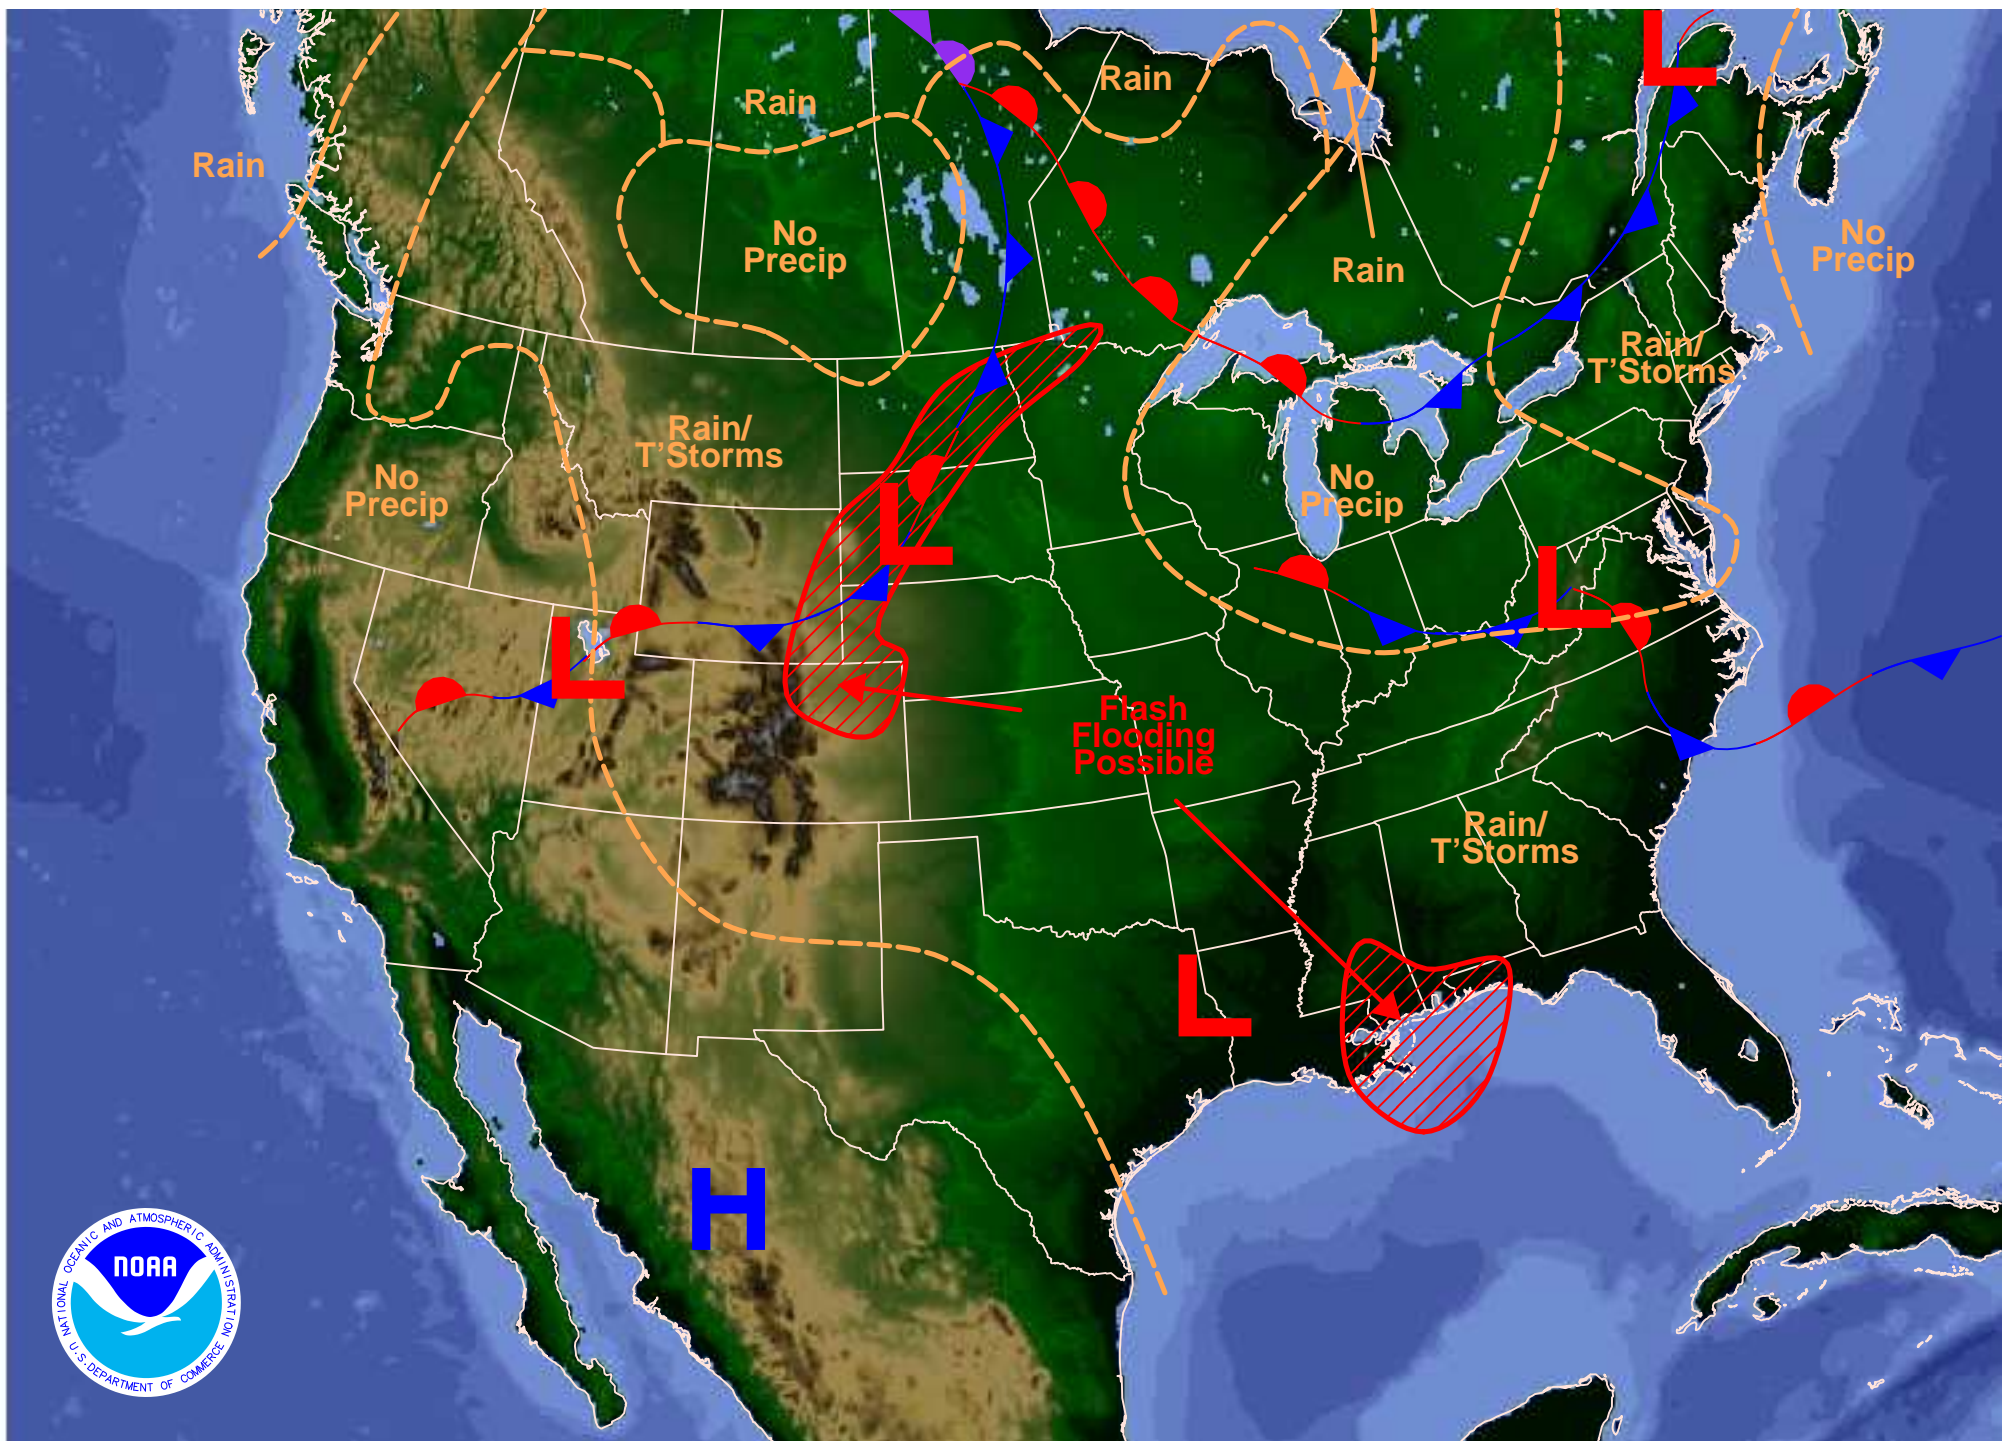 L
Rain
Rain
Rain
No
Precip
No
Precip
Rain
Rain/
T'Storms
Rain/
T'Storms
No
Precip
No
Precip
L
L
L
Flash
Flooding
Possible
Rain/
T'Storms
L
H
NATIONAL OCEANIC AND ATMOSPHERIC ADMINISTRATION
NOAA
U.S. DEPARTMENT OF COMMERCE